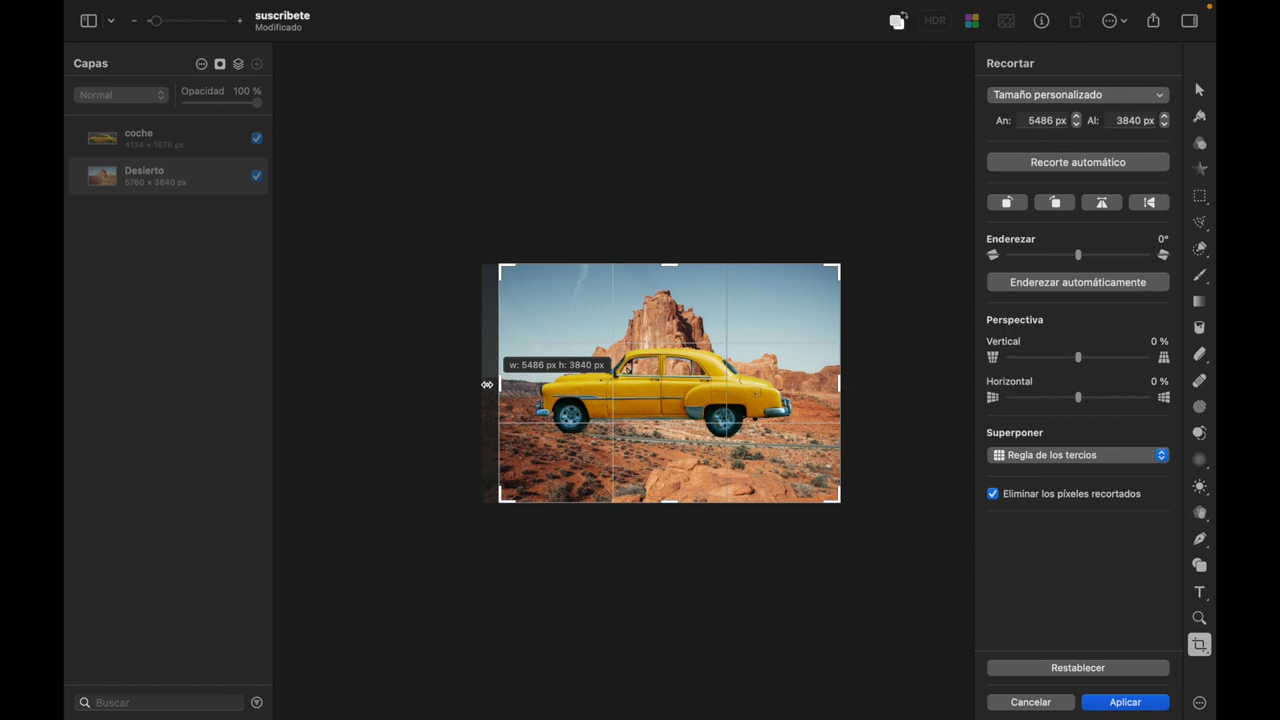 suscribete
Modificado
HDR
Capas
Normal
Opacidad 100 %
coche
4134 × 1676 px
Desierto
5760 × 3840 px
w: 5486 px h: 3840 px
Buscar
Recortar
Tamaño personalizado
An: 5486 px Al: 3840 px
Recorte automático
Enderezar 0°
Enderezar automáticamente
Perspectiva
Vertical 0 %
Horizontal 0 %
Superponer
Regla de los tercios
Eliminar los píxeles recortados
Restablecer
Cancelar Aplicar